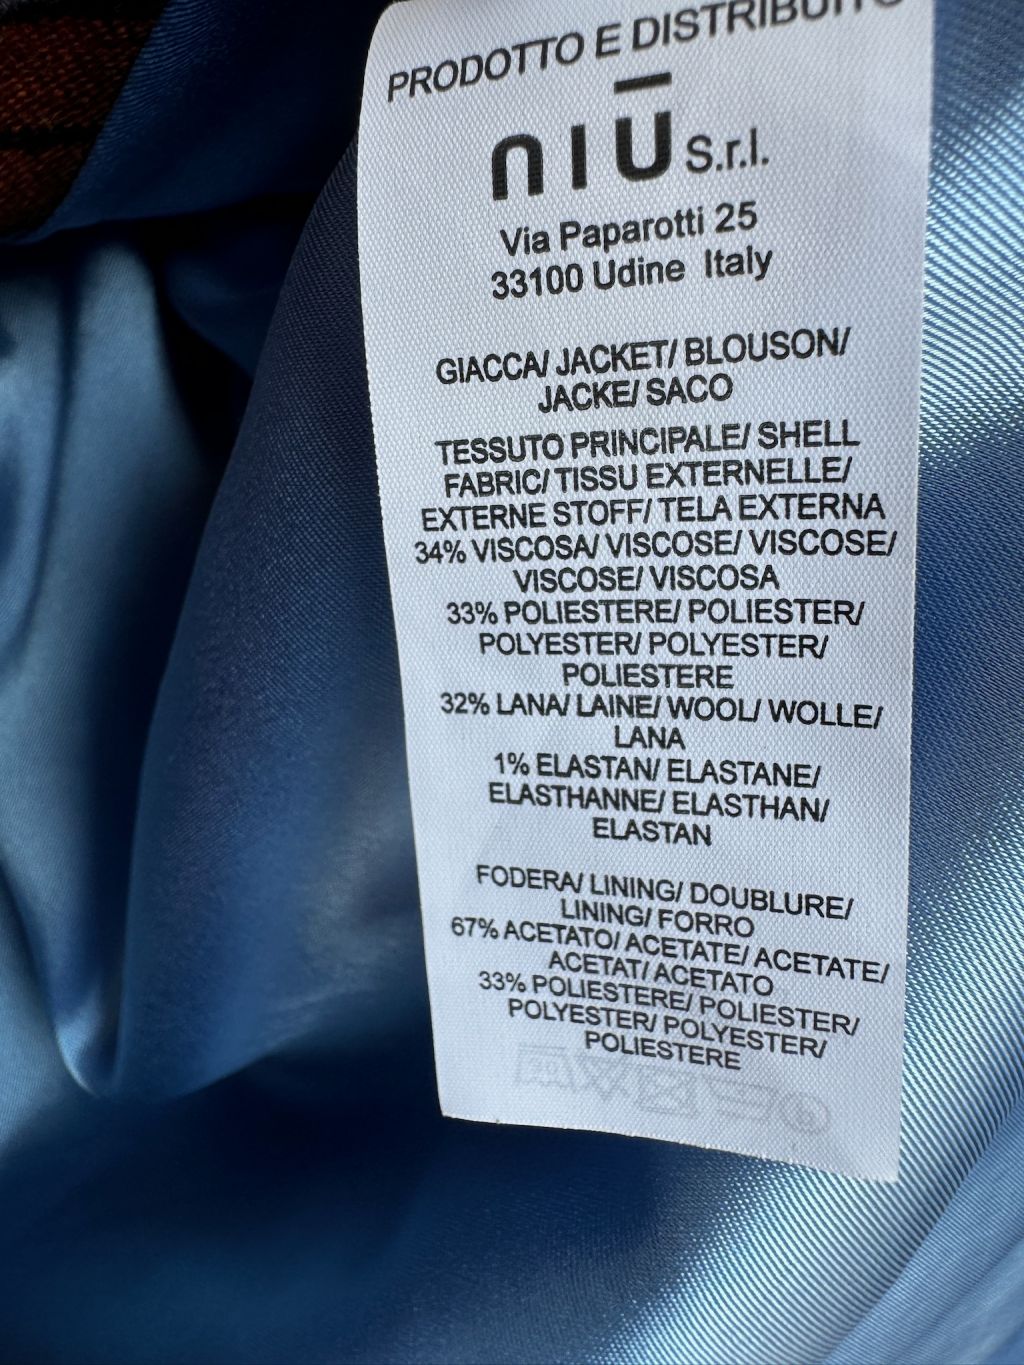 PRODOTTO E DISTRIBUITO
niū S.r.l.
Via Paparotti 25
33100 Udine Italy
GIACCA/ JACKET/ BLOUSON/
JACKE/ SACO
TESSUTO PRINCIPALE/ SHELL
FABRIC/ TISSU EXTERNELLE/
EXTERNE STOFF/ TELA EXTERNA
34% VISCOSA/ VISCOSE/ VISCOSE/
VISCOSE/ VISCOSA
33% POLIESTERE/ POLIESTER/
POLYESTER/ POLYESTER/
POLIESTERE
32% LANA/ LAINE/ WOOL/ WOLLE/
LANA
1% ELASTAN/ ELASTANE/
ELASTHANNE/ ELASTHAN/
ELASTAN
FODERA/ LINING/ DOUBLURE/
LINING/ FORRO
67% ACETATO/ ACETATE/ ACETATE/
ACETAT/ ACETATO
33% POLIESTERE/ POLIESTER/
POLYESTER/ POLYESTER/
POLIESTERE